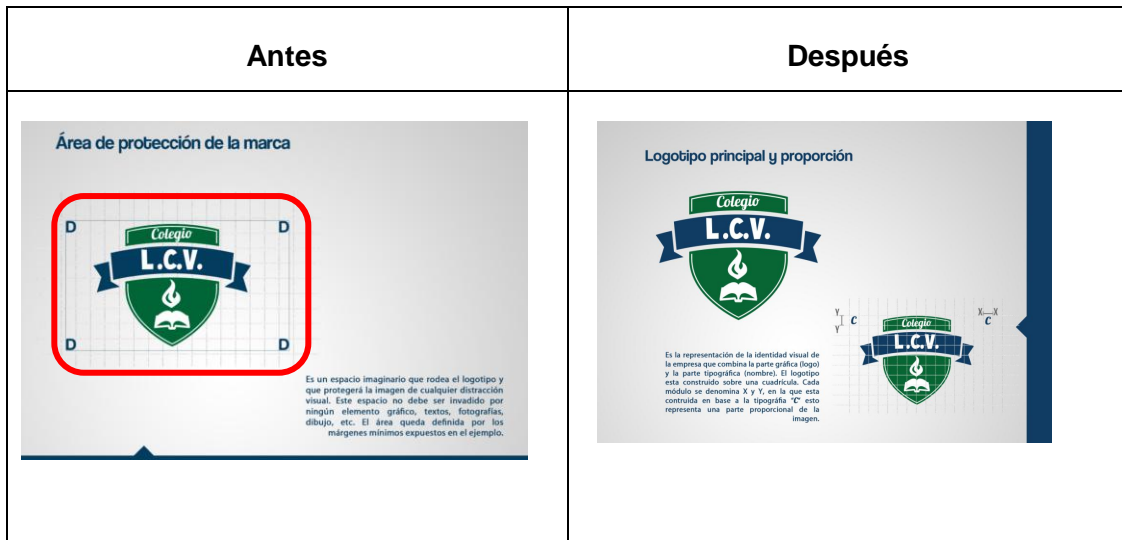 Antes
Después
Área de protección de la marca
D
D
Colegio
L.C.V.
D
D
Es un espacio imaginario que rodea el logotipo y
que protegerá la imagen de cualquier distracción
visual. Este espacio no debe ser invadido por
ningún elemento gráfico, textos, fotografías,
dibujo, etc. El área queda definida por los
márgenes mínimos expuestos en el ejemplo.
Logotipo principal y proporción
Colegio
L.C.V.
Es la representación de la identidad visual de
la empresa que combina la parte gráfica (logo)
y la parte tipográfica (nombre). El logotipo
esta construido sobre una cuadrícula. Cada
módulo se denomina X y Y, en la que esta
contruida en base a la tipográfia "C" esto
representa una parte proporcional de la
imagen.
Y
Y
C
X X
C
Colegio
L.C.V.